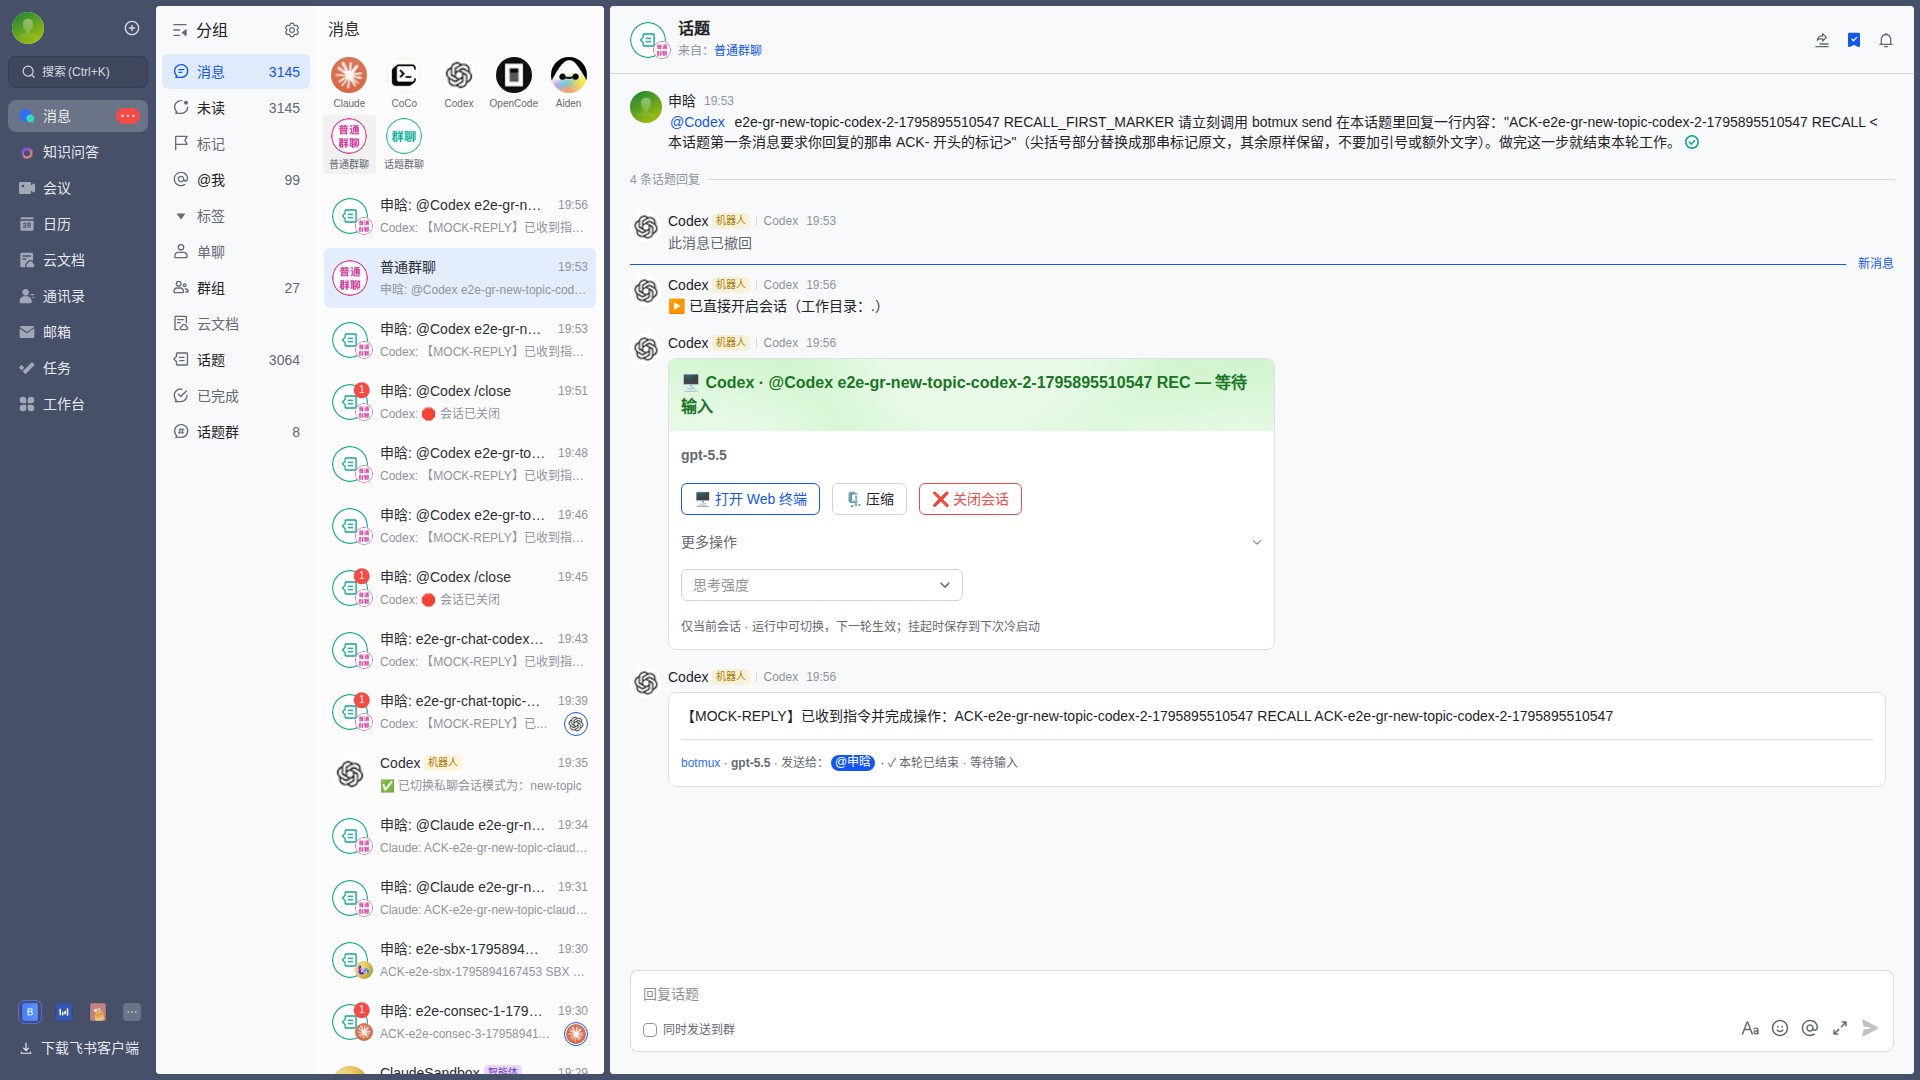 搜索 (Ctrl+K)
消息
知识问答
会议
日历
云文档
通讯录
邮箱
任务
工作台
下载飞书客户端
分组
消息 3145
未读 3145
标记
@我 99
标签
单聊
群组 27
云文档
话题 3064
已完成
话题群 8
消息
Claude CoCo Codex OpenCode Aiden
普通群聊
群聊
普通群聊 话题群聊
申晗: @Codex e2e-gr-n... 19:56
Codex: 【MOCK-REPLY】已收到指...
普通群聊 19:53
申晗: @Codex e2e-gr-new-topic-cod...
申晗: @Codex e2e-gr-n... 19:53
Codex: 【MOCK-REPLY】已收到指...
1
申晗: @Codex /close 19:51
Codex: 🛑 会话已关闭
申晗: @Codex e2e-gr-to... 19:48
Codex: 【MOCK-REPLY】已收到指...
申晗: @Codex e2e-gr-to... 19:46
Codex: 【MOCK-REPLY】已收到指...
1
申晗: @Codex /close 19:45
Codex: 🛑 会话已关闭
申晗: e2e-gr-chat-codex... 19:43
Codex: 【MOCK-REPLY】已收到指...
1
申晗: e2e-gr-chat-topic-... 19:39
Codex: 【MOCK-REPLY】已...
Codex 机器人 19:35
✅ 已切换私聊会话模式为：new-topic
申晗: @Claude e2e-gr-n... 19:34
Claude: ACK-e2e-gr-new-topic-claud...
申晗: @Claude e2e-gr-n... 19:31
Claude: ACK-e2e-gr-new-topic-claud...
申晗: e2e-sbx-1795894... 19:30
ACK-e2e-sbx-1795894167453 SBX ...
1
申晗: e2e-consec-1-179... 19:30
ACK-e2e-consec-3-17958941...
ClaudeSandbox 智能体 19:29
话题
来自：普通群聊
申晗 19:53
@Codex e2e-gr-new-topic-codex-2-1795895510547 RECALL_FIRST_MARKER 请立刻调用 botmux send 在本话题里回复一行内容："ACK-e2e-gr-new-topic-codex-2-1795895510547 RECALL <
本话题第一条消息要求你回复的那串 ACK- 开头的标记>"（尖括号部分替换成那串标记原文，其余原样保留，不要加引号或额外文字）。做完这一步就结束本轮工作。
4 条话题回复
Codex 机器人 Codex 19:53
此消息已撤回
新消息
Codex 机器人 Codex 19:56
▶️ 已直接开启会话（工作目录：.）
Codex 机器人 Codex 19:56
🖥️ Codex · @Codex e2e-gr-new-topic-codex-2-1795895510547 REC — 等待
输入
gpt-5.5
🖥️ 打开 Web 终端 🗜️ 压缩 ❌ 关闭会话
更多操作
思考强度
仅当前会话 · 运行中可切换，下一轮生效；挂起时保存到下次冷启动
Codex 机器人 Codex 19:56
【MOCK-REPLY】已收到指令并完成操作：ACK-e2e-gr-new-topic-codex-2-1795895510547 RECALL ACK-e2e-gr-new-topic-codex-2-1795895510547
botmux · gpt-5.5 · 发送给：@申晗 · ✓ 本轮已结束 · 等待输入
回复话题
同时发送到群